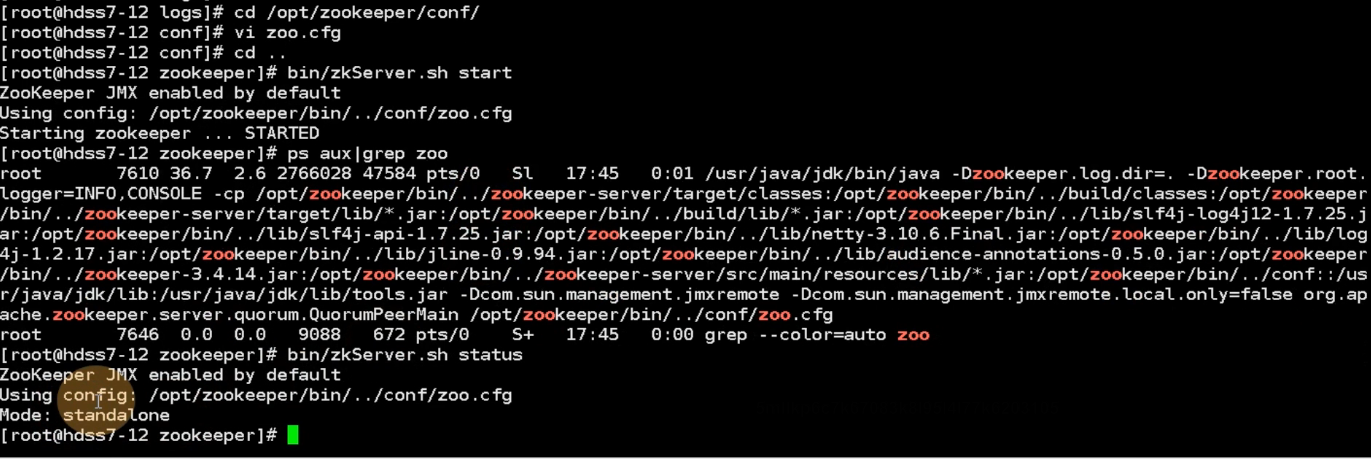 [root@hdss7-12 logs]# cd /opt/zookeeper/conf/
[root@hdss7-12 conf]# vi zoo.cfg
[root@hdss7-12 conf]# cd ..
[root@hdss7-12 zookeeper]# bin/zkServer.sh start
ZooKeeper JMX enabled by default
Using config: /opt/zookeeper/bin/../conf/zoo.cfg
Starting zookeeper ... STARTED
[root@hdss7-12 zookeeper]# ps aux|grep zoo
root      7610 36.7  2.6 2766028 47584 pts/0   Sl   17:45   0:01 /usr/java/jdk/bin/java -Dzookeeper.log.dir=. -Dzookeeper.root.
logger=INFO,CONSOLE -cp /opt/zookeeper/bin/../zookeeper-server/target/classes:/opt/zookeeper/bin/../build/classes:/opt/zookeeper
/bin/../zookeeper-server/target/lib/*.jar:/opt/zookeeper/bin/../build/lib/*.jar:/opt/zookeeper/bin/../lib/slf4j-log4j12-1.7.25.j
ar:/opt/zookeeper/bin/../lib/slf4j-api-1.7.25.jar:/opt/zookeeper/bin/../lib/netty-3.10.6.Final.jar:/opt/zookeeper/bin/../lib/log
4j-1.2.17.jar:/opt/zookeeper/bin/../lib/jline-0.9.94.jar:/opt/zookeeper/bin/../lib/audience-annotations-0.5.0.jar:/opt/zookeeper
/bin/../zookeeper-3.4.14.jar:/opt/zookeeper/bin/../zookeeper-server/src/main/resources/lib/*.jar:/opt/zookeeper/bin/../conf::/us
r/java/jdk/lib:/usr/java/jdk/lib/tools.jar -Dcom.sun.management.jmxremote -Dcom.sun.management.jmxremote.local.only=false org.ap
ache.zookeeper.server.quorum.QuorumPeerMain /opt/zookeeper/bin/../conf/zoo.cfg
root      7646  0.0  0.0   9088   672 pts/0    S+   17:45   0:00 grep --color=auto zoo
[root@hdss7-12 zookeeper]# bin/zkServer.sh status
ZooKeeper JMX enabled by default
Using config: /opt/zookeeper/bin/../conf/zoo.cfg
Mode: standalone
[root@hdss7-12 zookeeper]#